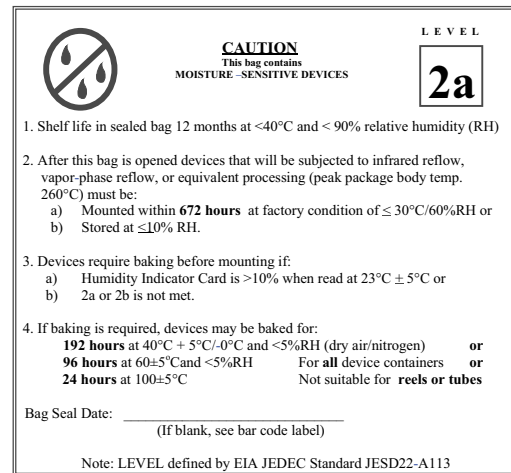 L E V E L
CAUTION
This bag contains
MOISTURE –SENSITIVE DEVICES
2a
1. Shelf life in sealed bag 12 months at <40°C and < 90% relative humidity (RH)
2. After this bag is opened devices that will be subjected to infrared reflow,
vapor-phase reflow, or equivalent processing (peak package body temp.
260°C) must be:
a) Mounted within 672 hours at factory condition of ≤ 30°C/60%RH or
b) Stored at ≤10% RH.
3. Devices require baking before mounting if:
a) Humidity Indicator Card is >10% when read at 23°C ± 5°C or
b) 2a or 2b is not met.
4. If baking is required, devices may be baked for:
192 hours at 40°C + 5°C/-0°C and <5%RH (dry air/nitrogen) or
96 hours at 60±5°Cand <5%RH For all device containers or
24 hours at 100±5°C Not suitable for reels or tubes
Bag Seal Date: ______________________________
(If blank, see bar code label)
Note: LEVEL defined by EIA JEDEC Standard JESD22-A113